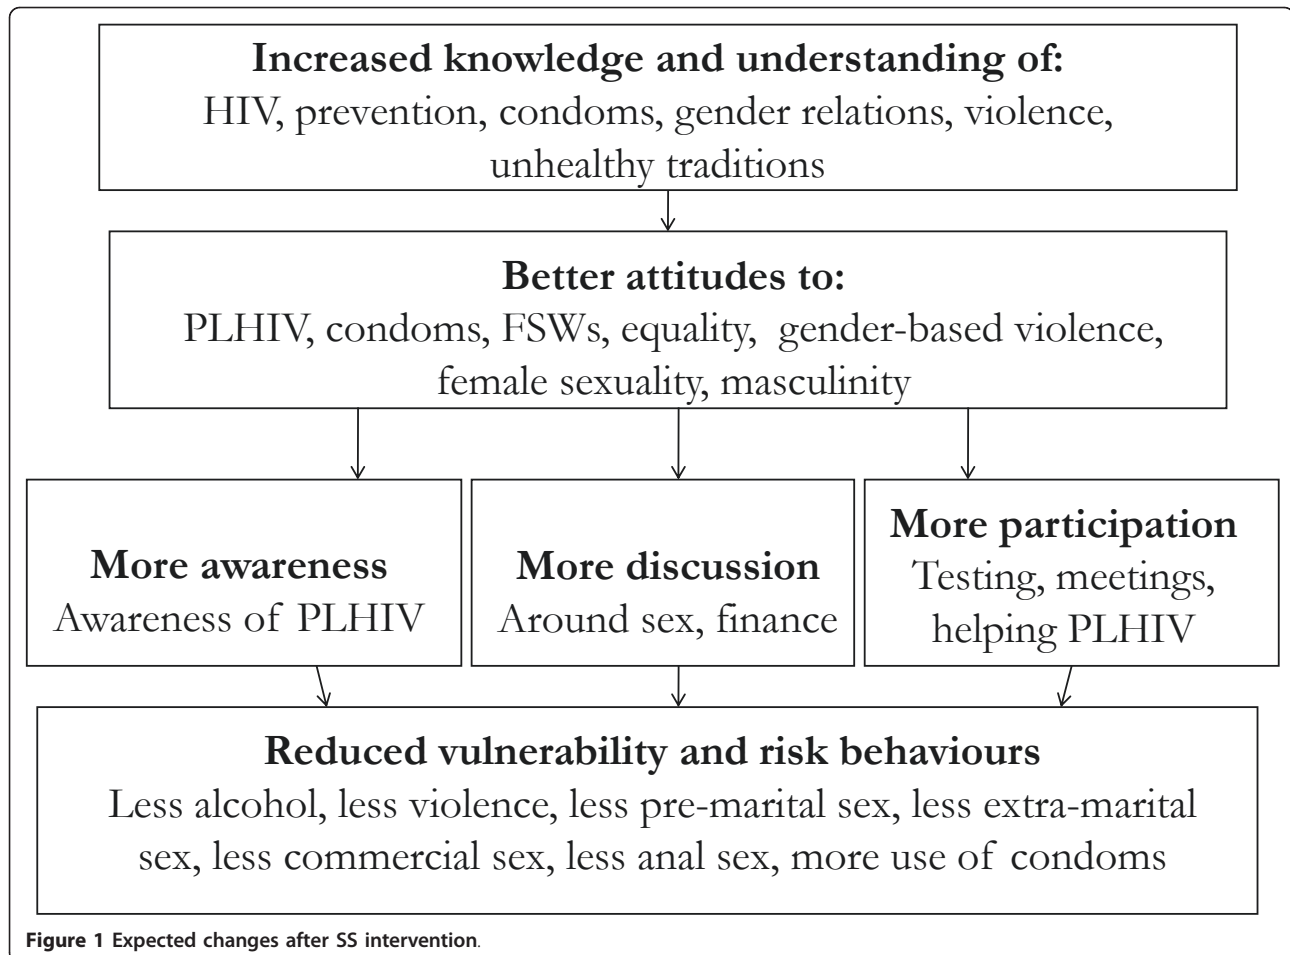 Increased knowledge and understanding of:
HIV, prevention, condoms, gender relations, violence,
unhealthy traditions
Better attitudes to:
PLHIV, condoms, FSWs, equality, gender-based violence,
female sexuality, masculinity
More awareness
Awareness of PLHIV
More discussion
Around sex, finance
More participation
Testing, meetings,
helping PLHIV
Reduced vulnerability and risk behaviours
Less alcohol, less violence, less pre-marital sex, less extra-marital
sex, less commercial sex, less anal sex, more use of condoms
Figure 1 Expected changes after SS intervention.